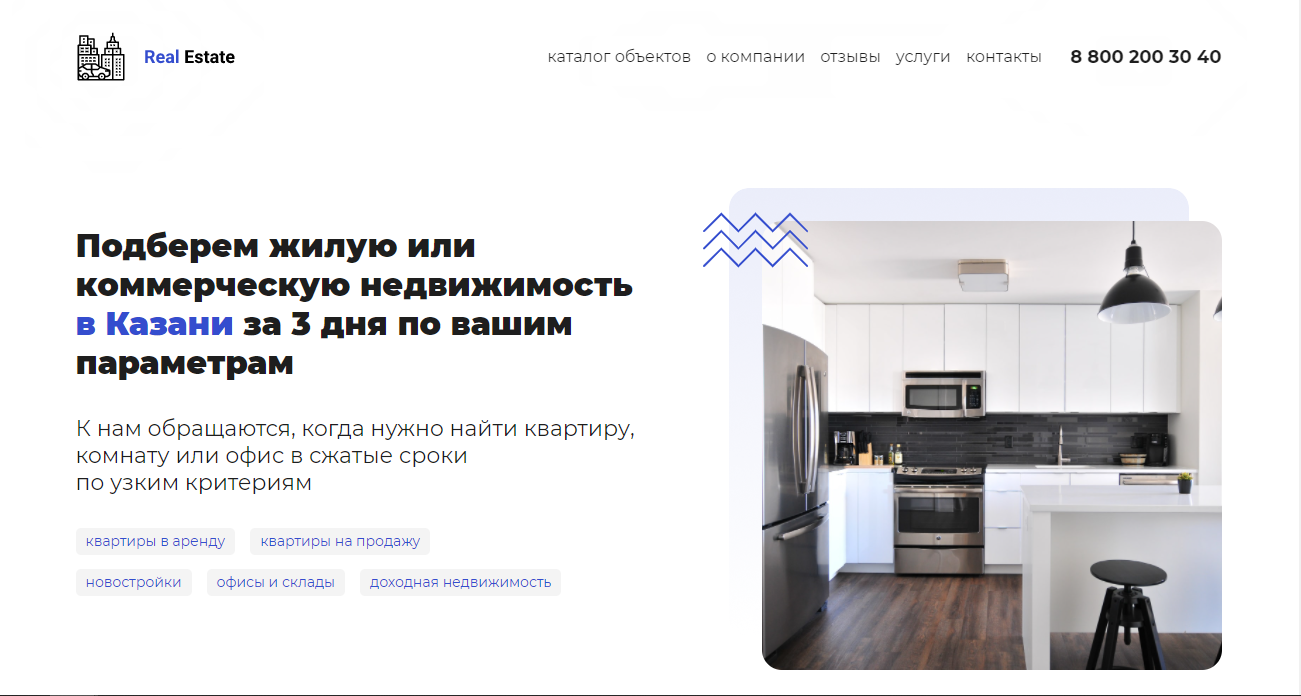 Real Estate
каталог объектов о компании отзывы услуги контакты 8 800 200 30 40
Подберем жилую или
коммерческую недвижимость
в Казани за 3 дня по вашим
параметрам
К нам обращаются, когда нужно найти квартиру,
комнату или офис в сжатые сроки
по узким критериям
квартиры в аренду квартиры на продажу
новостройки офисы и склады доходная недвижимость